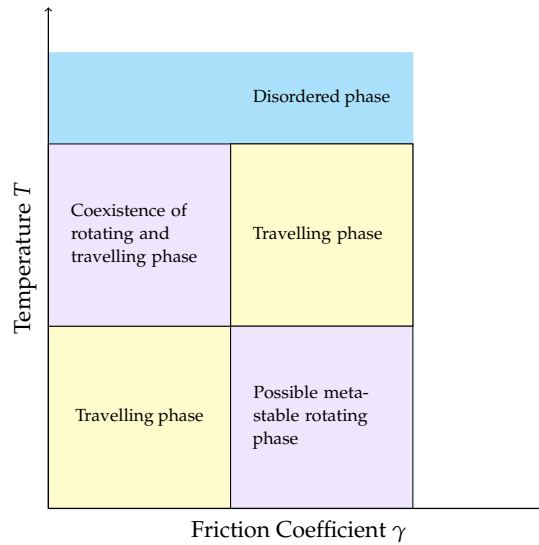 Disordered phase
Coexistence of
rotating and
travelling phase
Travelling phase
Travelling phase
Possible meta-
stable rotating
phase
Temperature T
Friction Coefficient γ